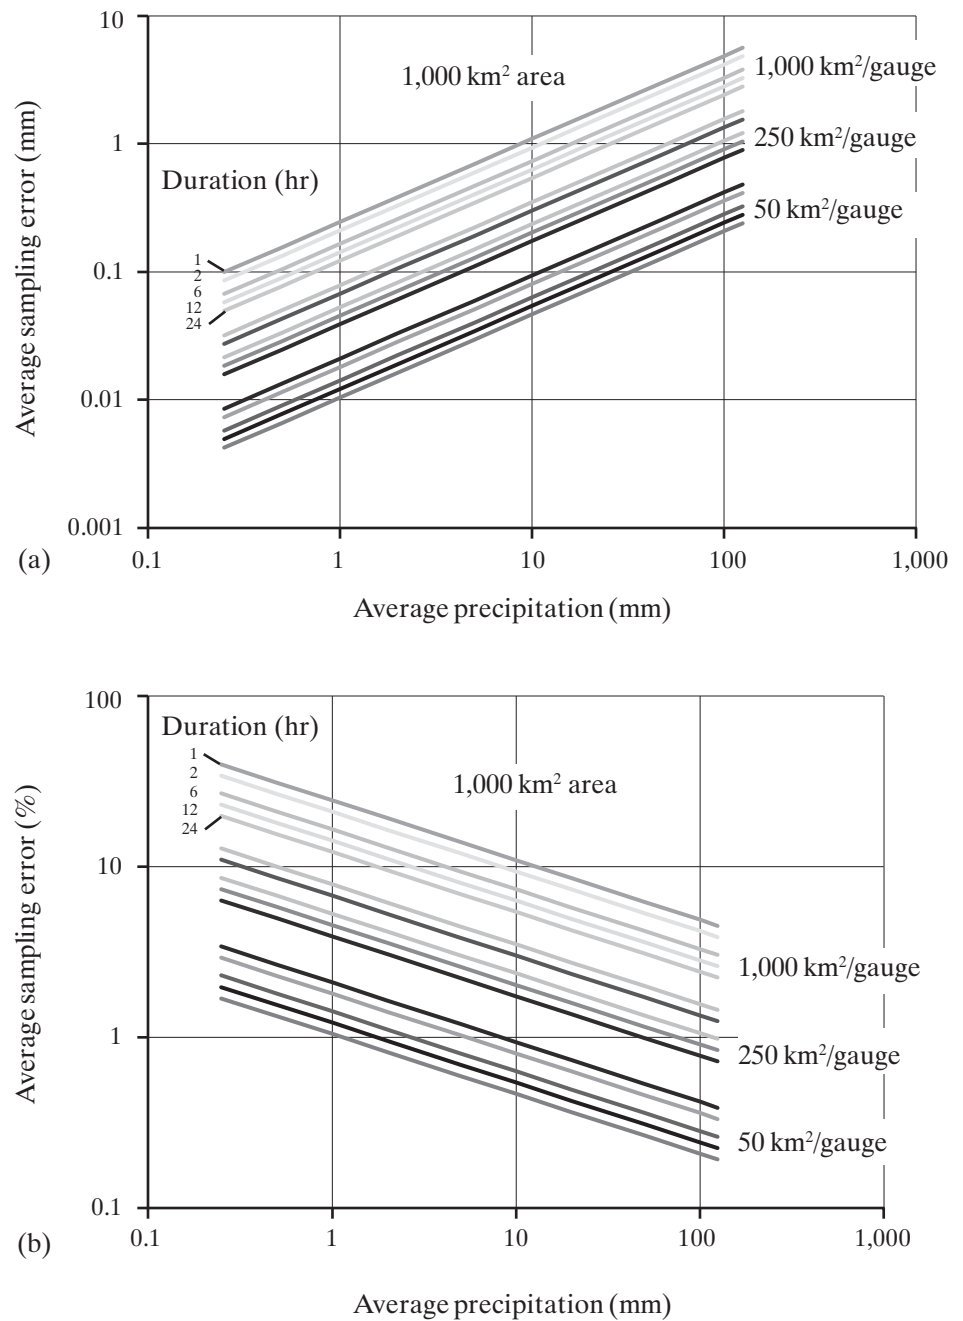 10
1,000 km² area
1,000 km²/gauge
1
250 km²/gauge
Duration (hr)
50 km²/gauge
1
2
6
12
24
0.1
0.01
0.001
Average sampling error (mm)
(a)
0.1
1
10
100
1,000
Average precipitation (mm)
100
Duration (hr)
1
2
6
12
24
1,000 km² area
10
1,000 km²/gauge
1
250 km²/gauge
50 km²/gauge
0.1
Average sampling error (%)
(b)
0.1
1
10
100
1,000
Average precipitation (mm)